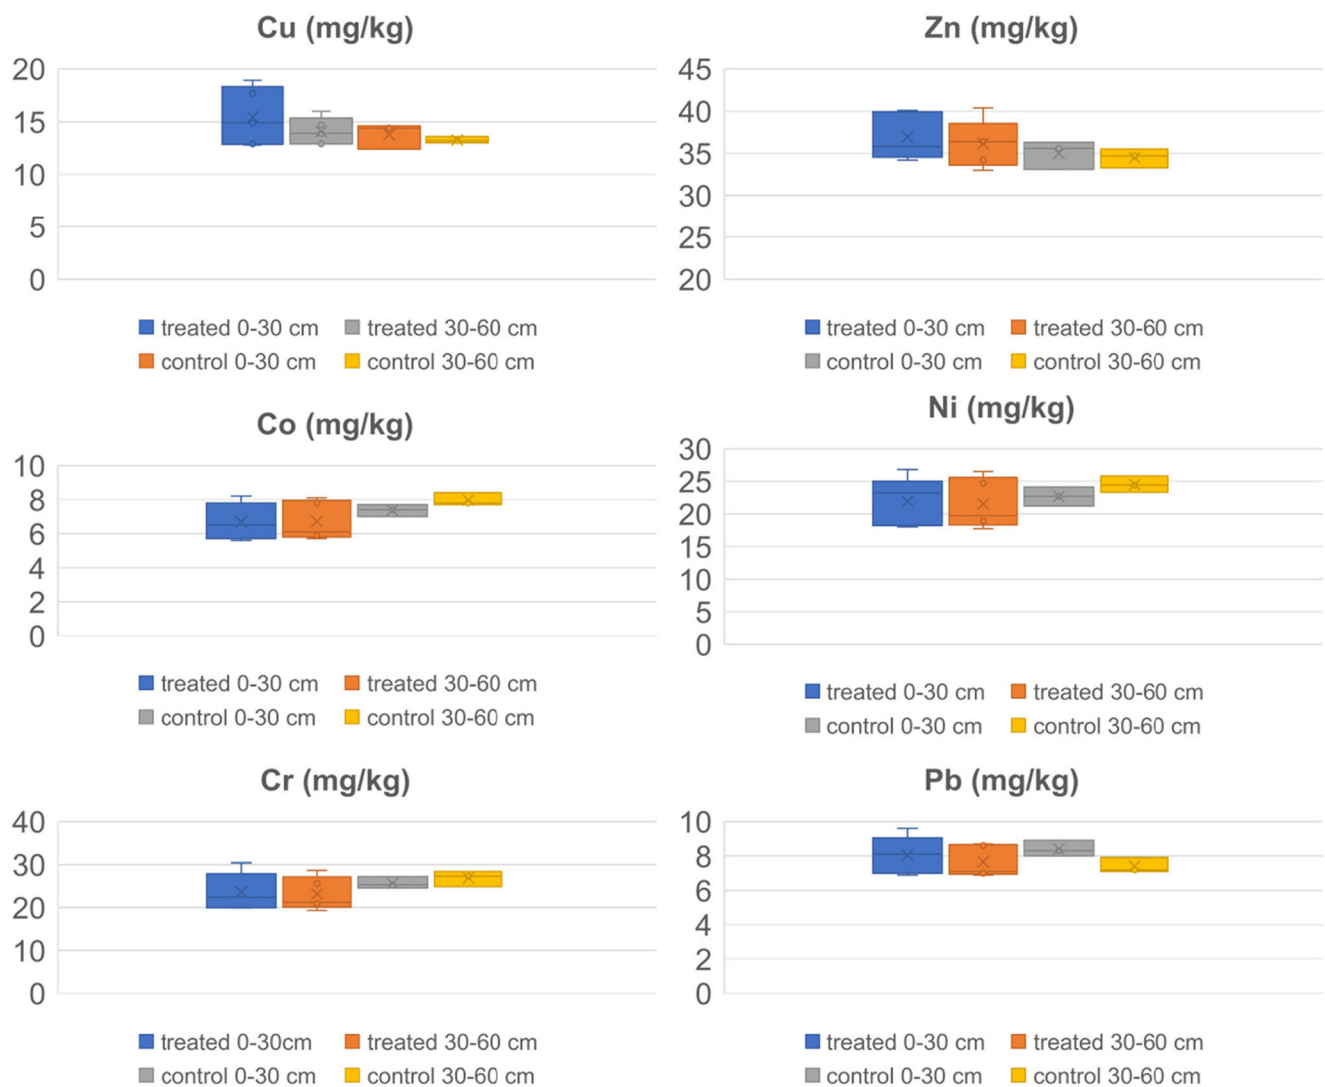 Cu (mg/kg)
20
15
10
5
0
treated 0-30 cm treated 30-60 cm
control 0-30 cm control 30-60 cm
Zn (mg/kg)
45
40
35
30
25
20
treated 0-30 cm treated 30-60 cm
control 0-30 cm control 30-60 cm
Co (mg/kg)
10
8
6
4
2
0
treated 0-30 cm treated 30-60 cm
control 0-30 cm control 30-60 cm
Ni (mg/kg)
30
25
20
15
10
5
0
treated 0-30 cm treated 30-60 cm
control 0-30 cm control 30-60 cm
Cr (mg/kg)
40
30
20
10
0
treated 0-30cm treated 30-60 cm
control 0-30 cm control 30-60 cm
Pb (mg/kg)
10
8
6
4
2
0
treated 0-30 cm treated 30-60 cm
control 0-30 cm control 30-60 cm